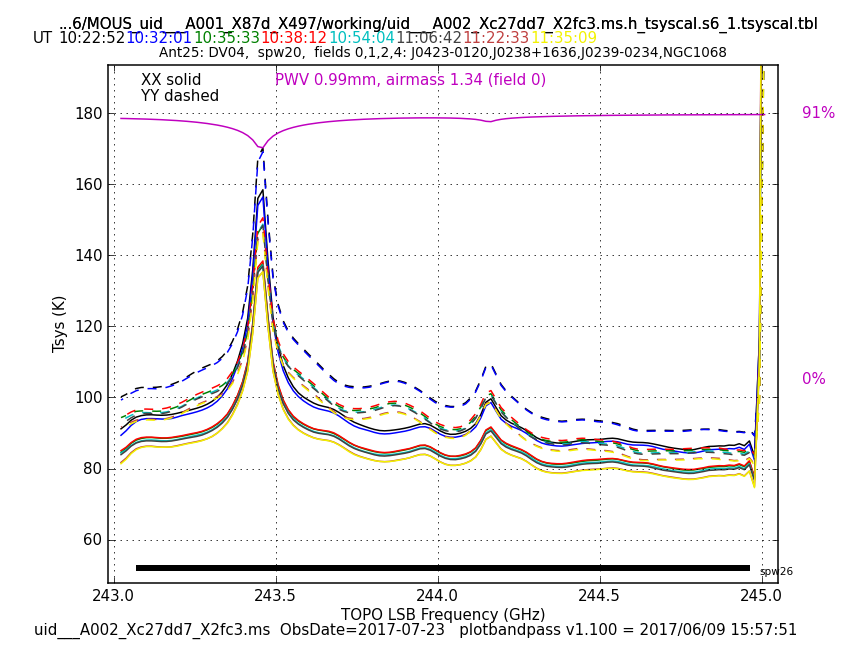 ...6/MOUS_uid___A001_X87d_X497/working/uid___A002_Xc27dd7_X2fc3.ms.h_tsyscal.s6_1.tsyscal.tbl
UT 10:22:52 10:32:01 10:35:33 10:38:12 10:54:04 11:06:42 11:22:33 11:35:09
Ant25: DV04, spw20, fields 0,1,2,4: J0423-0120,J0238+1636,J0239-0234,NGC1068
XX solid PWV 0.99mm, airmass 1.34 (field 0)
YY dashed
180
91%
160
140
120
100
0%
80
60
Tsys (K)
spw26
243.0 243.5 244.0 244.5 245.0
TOPO LSB Frequency (GHz)
uid___A002_Xc27dd7_X2fc3.ms ObsDate=2017-07-23 plotbandpass v1.100 = 2017/06/09 15:57:51